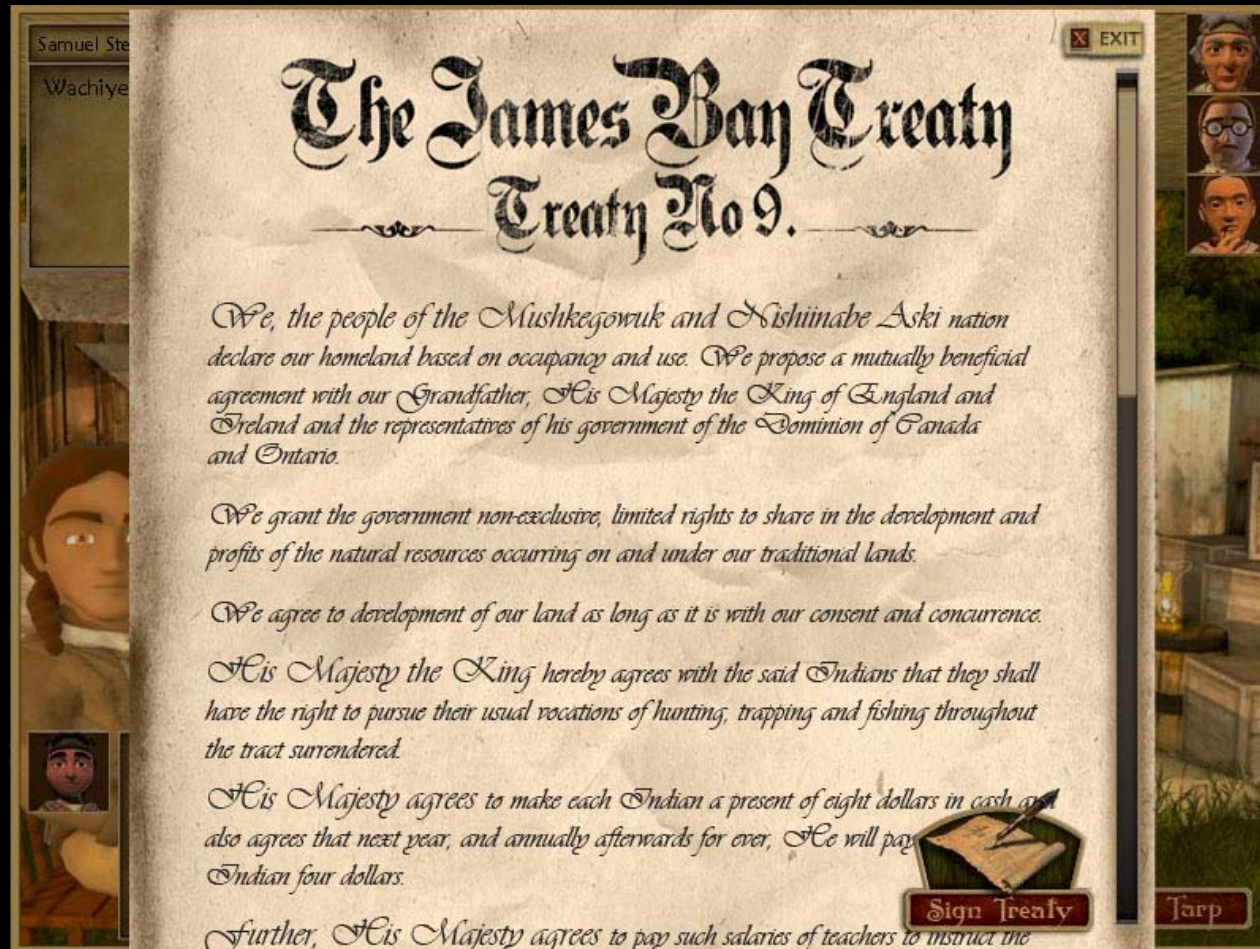 Samuel Ste
Wachiye
EXIT
The James Bay Treaty
Treaty No 9.
We, the people of the Mushkegowuk and Nishiinabe Aski nation
declare our homeland based on occupancy and use. We propose a mutually beneficial
agreement with our Grandfather, His Majesty the King of England and
Ireland and the representatives of his government of the Dominion of Canada
and Ontario.
We grant the government non-exclusive, limited rights to share in the development and
profits of the natural resources occurring on and under our traditional lands.
We agree to development of our land as long as it is with our consent and concurrence.
His Majesty the King hereby agrees with the said Indians that they shall
have the right to pursue their usual vocations of hunting, trapping and fishing throughout
the tract surrendered.
His Majesty agrees to make each Indian a present of eight dollars in cash and
also agrees that next year, and annually afterwards for ever, He will pay
Indian four dollars.
Further, His Majesty agrees to pay such salaries of teachers to instruct the
Sign Treaty
Tarp